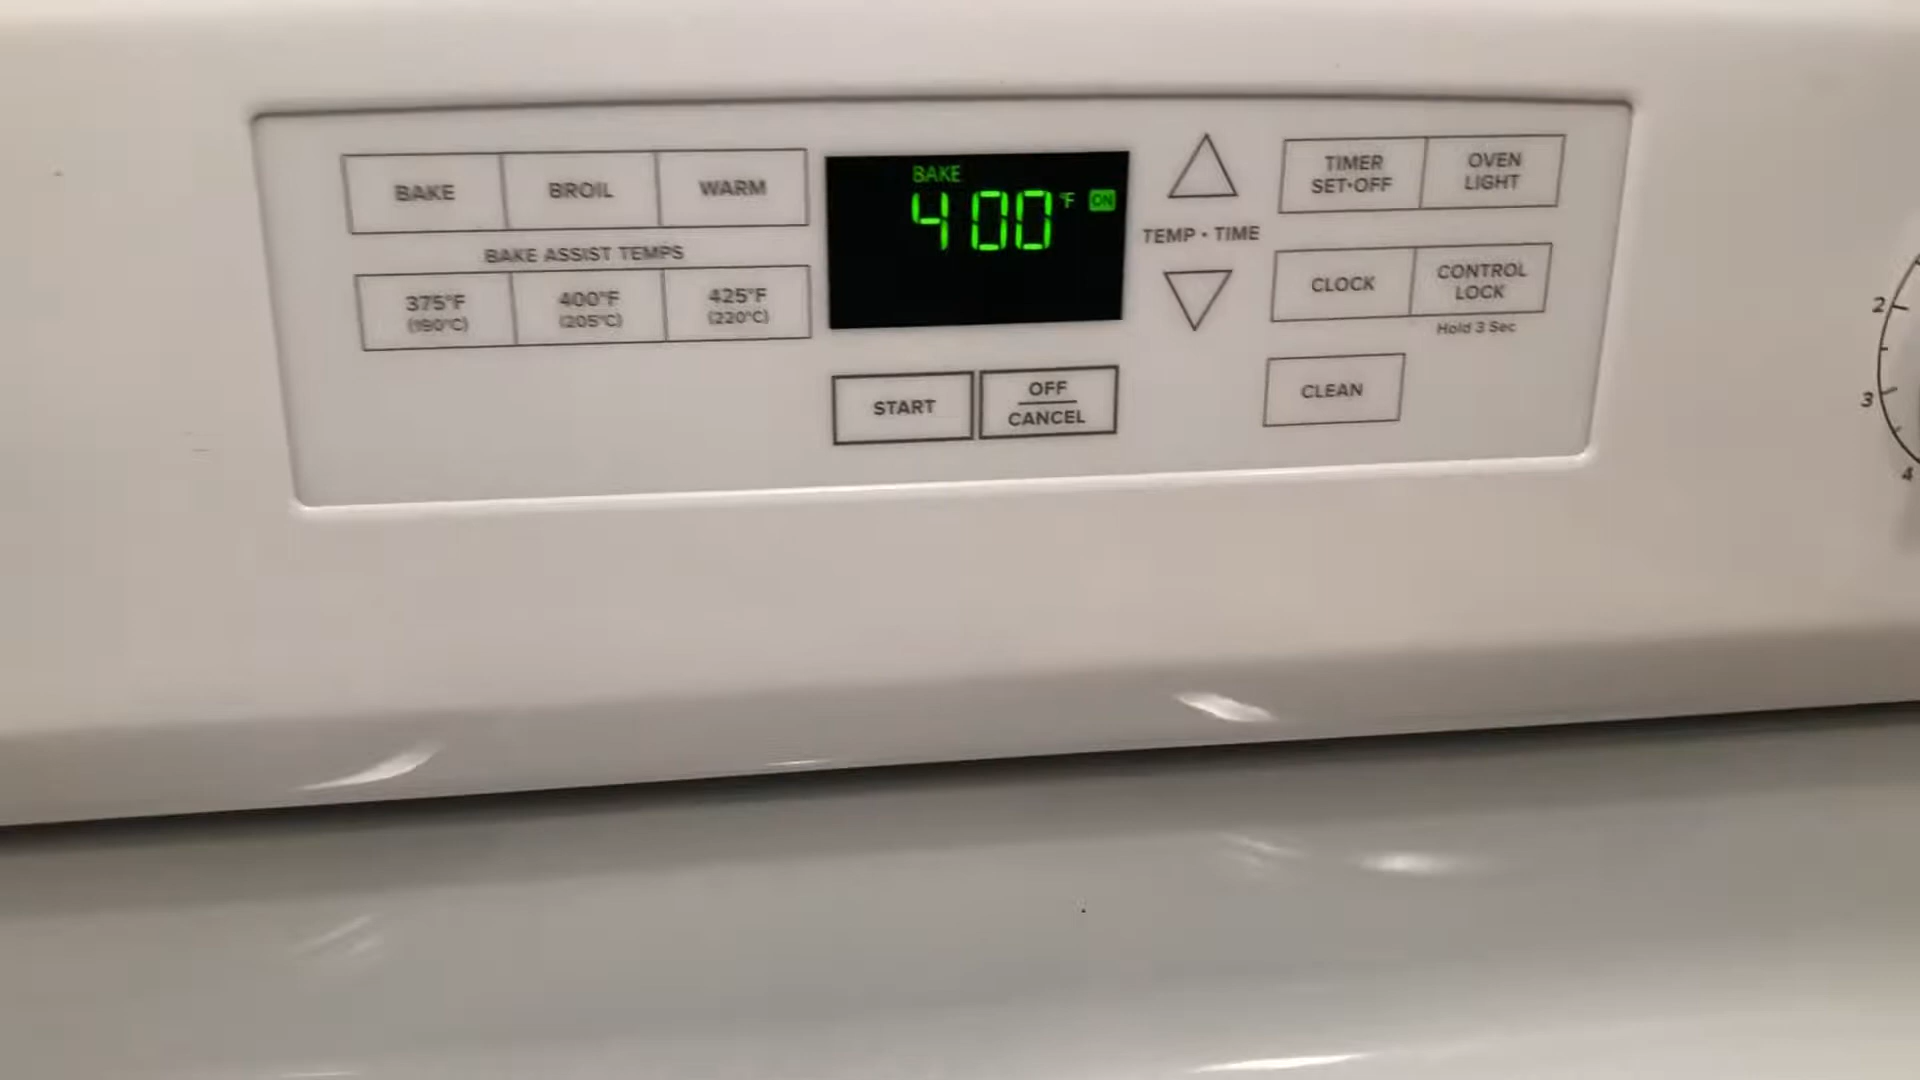 BAKE
BROIL
WARM
BAKE ASSIST TEMPS
375°F
(190°C)
400°F
(205°C)
425°F
(220°C)
BAKE
400°F ON
START
OFF
CANCEL
TEMP • TIME
TIMER
SET•OFF
OVEN
LIGHT
CLOCK
CONTROL
LOCK
Hold 3 Sec
CLEAN
2
3
4